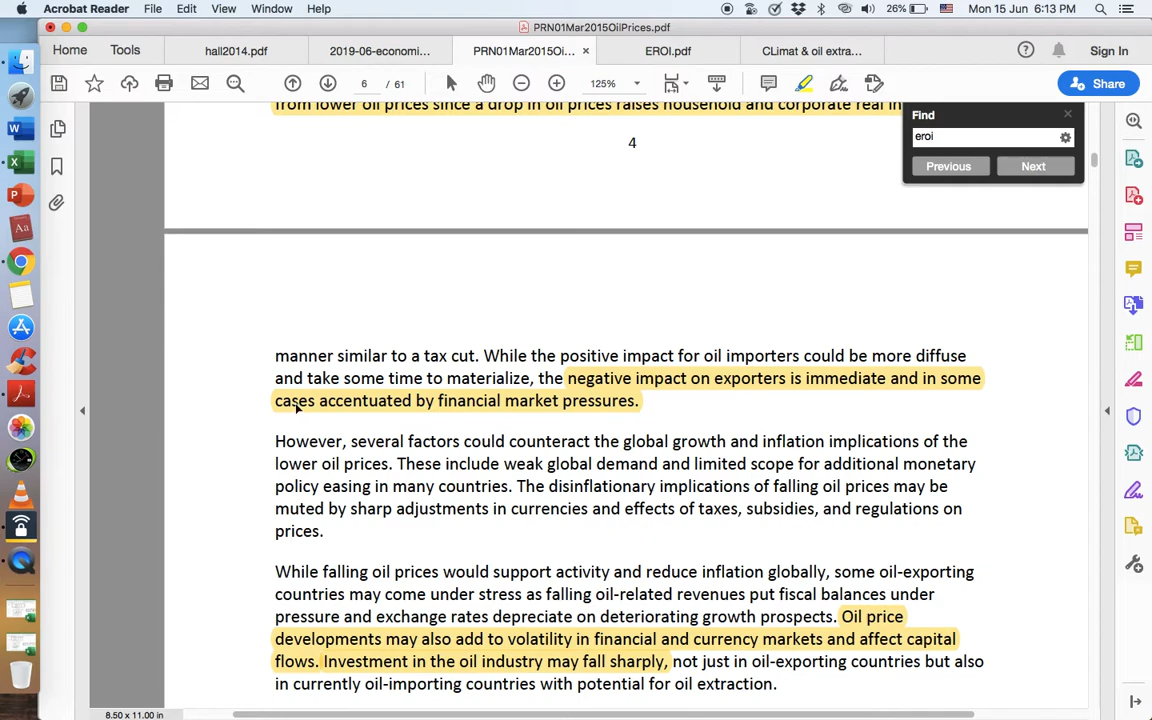 Acrobat Reader File Edit View Window Help 26% Mon 15 Jun 6:13 PM
PRN01Mar2015OilPrices.pdf
Home Tools hall2014.pdf 2019-06-economi... PRN01Mar2015Oi... × EROI.pdf CLimat & oil extra... Sign In
6 / 61 125% Share
from lower oil prices since a drop in oil prices raises household and corporate real in
Find
eroi
Previous Next
4
manner similar to a tax cut. While the positive impact for oil importers could be more diffuse
and take some time to materialize, the negative impact on exporters is immediate and in some
cases accentuated by financial market pressures.
However, several factors could counteract the global growth and inflation implications of the
lower oil prices. These include weak global demand and limited scope for additional monetary
policy easing in many countries. The disinflationary implications of falling oil prices may be
muted by sharp adjustments in currencies and effects of taxes, subsidies, and regulations on
prices.
While falling oil prices would support activity and reduce inflation globally, some oil-exporting
countries may come under stress as falling oil-related revenues put fiscal balances under
pressure and exchange rates depreciate on deteriorating growth prospects. Oil price
developments may also add to volatility in financial and currency markets and affect capital
flows. Investment in the oil industry may fall sharply, not just in oil-exporting countries but also
in currently oil-importing countries with potential for oil extraction.
8.50 x 11.00 in